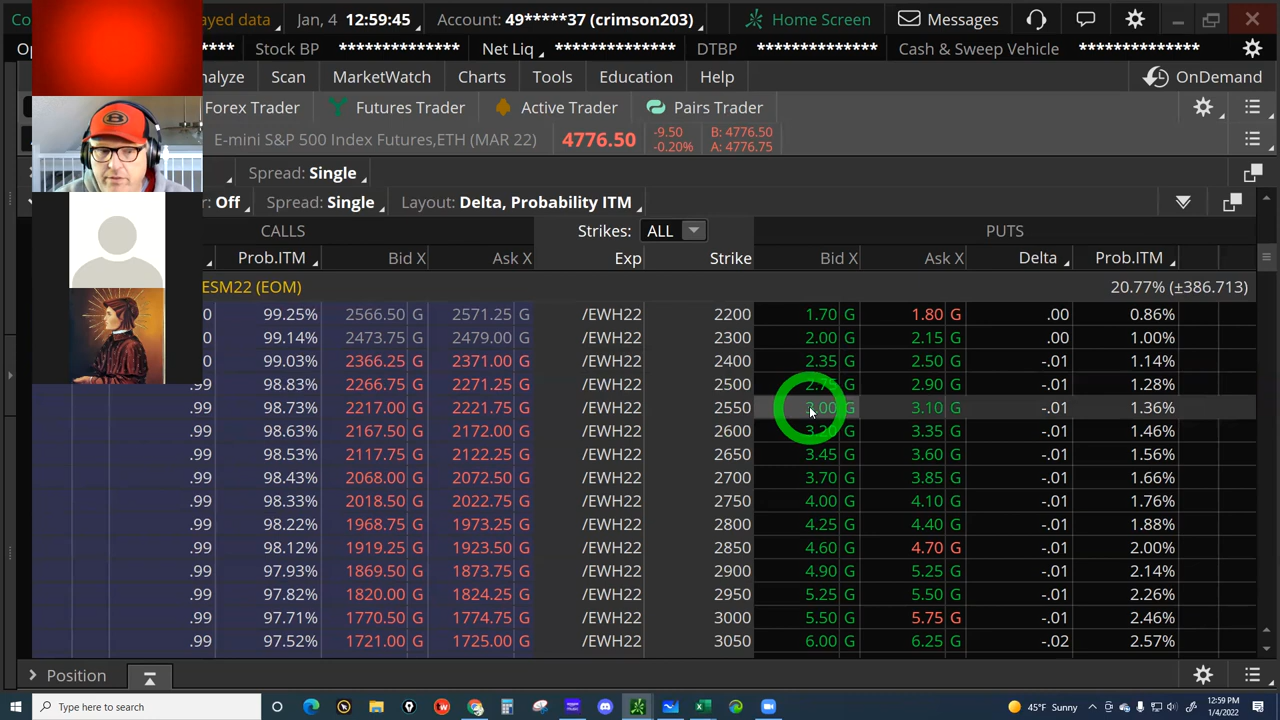 Co
ayed data
Jan, 4 12:59:45
Account: 49*****37 (crimson203)
Home Screen
Messages
Op
****
Stock BP
*************
Net Liq
*************
DTBP
*************
Cash & Sweep Vehicle
*************
nalyze
Scan
MarketWatch
Charts
Tools
Education
Help
OnDemand
Forex Trader
Futures Trader
Active Trader
Pairs Trader
E-mini S&P 500 Index Futures,ETH (MAR 22)
4776.50
-9.50
-0.20%
B: 4776.50
A: 4776.75
Spread: Single
r: Off
Spread: Single
Layout: Delta, Probability ITM
CALLS
Strikes: ALL
PUTS
Prob.ITM
Bid X
Ask X
Exp
Strike
Bid X
Ask X
Delta
Prob.ITM
ESM22 (EOM)
20.77% (±386.713)
0 99.25% 2566.50 G 2571.25 G /EWH22 2200 1.70 G 1.80 G .00 0.86%
0 99.14% 2473.75 G 2479.00 G /EWH22 2300 2.00 G 2.15 G .00 1.00%
0 99.03% 2366.25 G 2371.00 G /EWH22 2400 2.35 G 2.50 G -.01 1.14%
.99 98.83% 2266.75 G 2271.25 G /EWH22 2500 2.75 G 2.90 G -.01 1.28%
.99 98.73% 2217.00 G 2221.75 G /EWH22 2550 3.00 G 3.10 G -.01 1.36%
.99 98.63% 2167.50 G 2172.00 G /EWH22 2600 3.20 G 3.35 G -.01 1.46%
.99 98.53% 2117.75 G 2122.25 G /EWH22 2650 3.45 G 3.60 G -.01 1.56%
.99 98.43% 2068.00 G 2072.50 G /EWH22 2700 3.70 G 3.85 G -.01 1.66%
.99 98.33% 2018.50 G 2022.75 G /EWH22 2750 4.00 G 4.10 G -.01 1.76%
.99 98.22% 1968.75 G 1973.25 G /EWH22 2800 4.25 G 4.40 G -.01 1.88%
.99 98.12% 1919.25 G 1923.50 G /EWH22 2850 4.60 G 4.70 G -.01 2.00%
.99 97.93% 1869.50 G 1873.75 G /EWH22 2900 4.90 G 5.25 G -.01 2.14%
.99 97.82% 1820.00 G 1824.25 G /EWH22 2950 5.25 G 5.50 G -.01 2.26%
.99 97.71% 1770.50 G 1774.75 G /EWH22 3000 5.50 G 5.75 G -.01 2.46%
.99 97.52% 1721.00 G 1725.00 G /EWH22 3050 6.00 G 6.25 G -.02 2.57%
Position
Type here to search
45°F Sunny
12:59 PM
1/4/2022